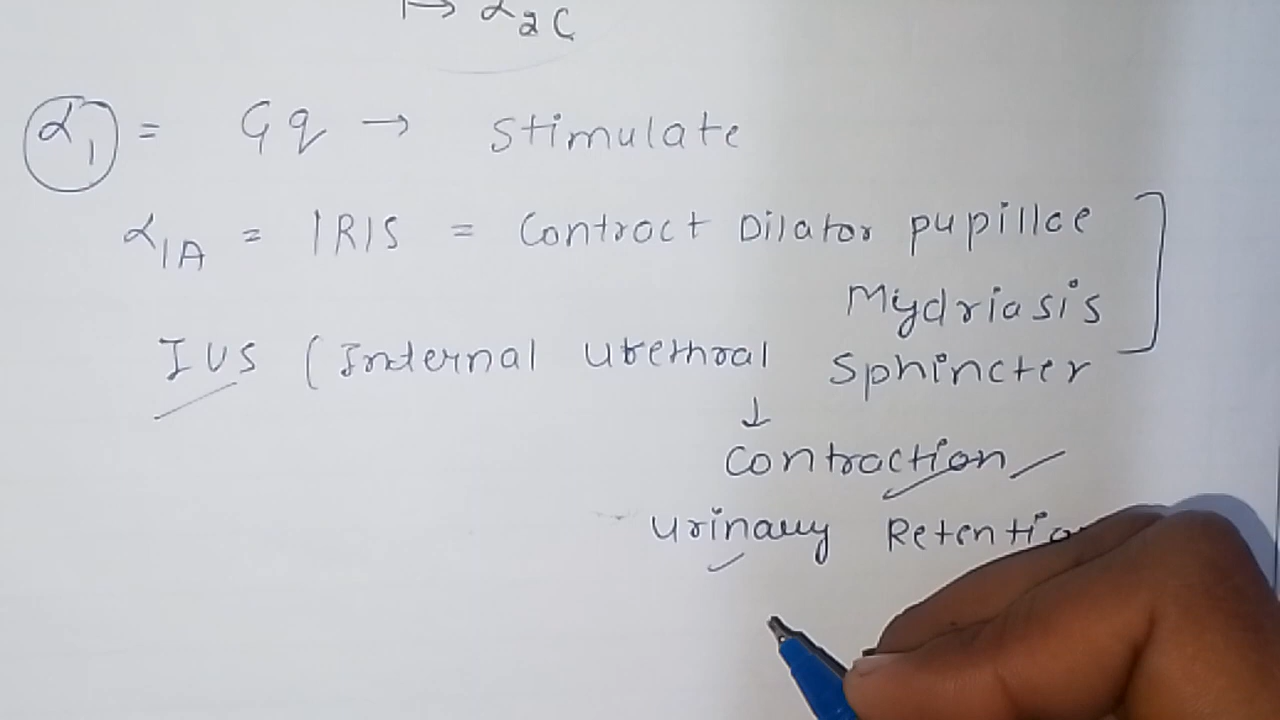 ↦ α2C
α1 = Gq → Stimulate
α1A = IRIS = Contract Dilator pupillae
Mydriasis
IUS (Internal Urethral Sphincter
↓
Contraction
Urinary Retentio